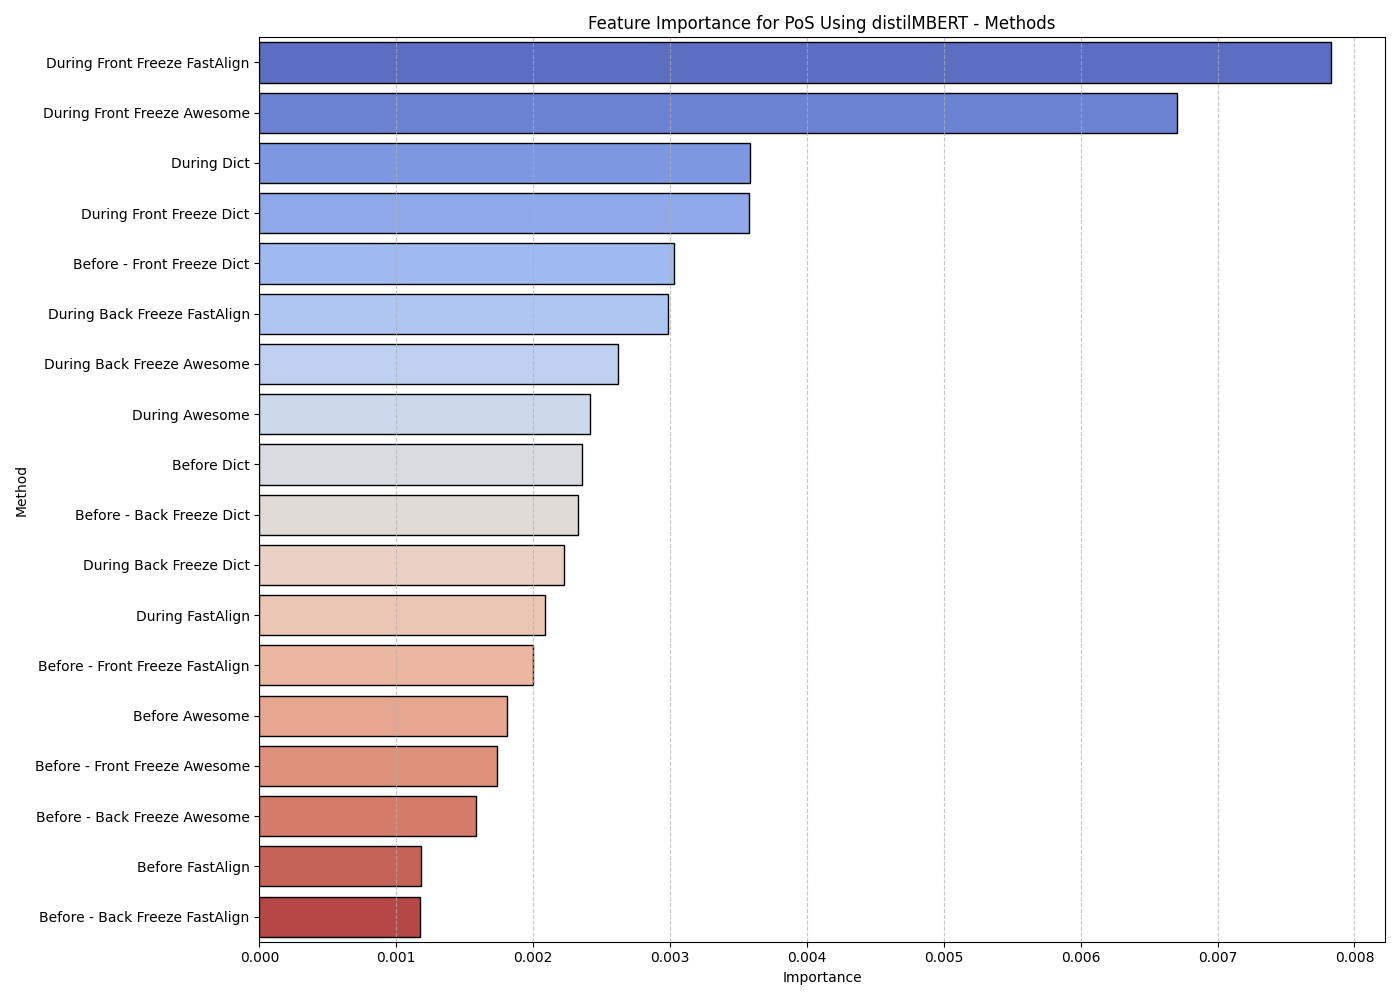 Feature Importance for PoS Using distilMBERT - Methods
During Front Freeze FastAlign
During Front Freeze Awesome
During Dict
During Front Freeze Dict
Before - Front Freeze Dict
During Back Freeze FastAlign
During Back Freeze Awesome
During Awesome
Before Dict
Before - Back Freeze Dict
During Back Freeze Dict
During FastAlign
Before - Front Freeze FastAlign
Before Awesome
Before - Front Freeze Awesome
Before - Back Freeze Awesome
Before FastAlign
Before - Back Freeze FastAlign
Method
0.000 0.001 0.002 0.003 0.004 0.005 0.006 0.007 0.008
Importance